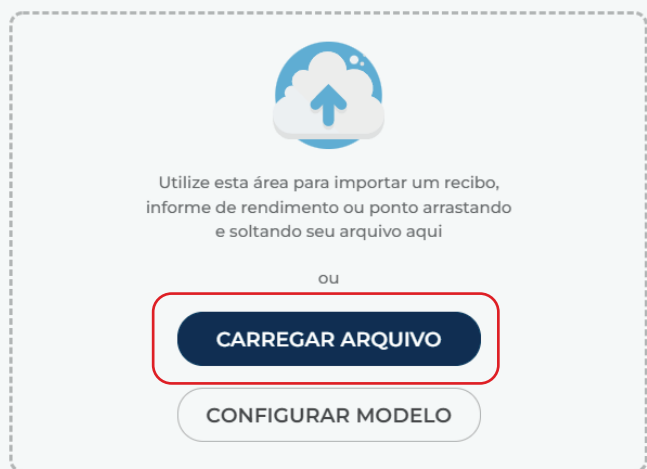 Utilize esta área para importar um recibo,
informe de rendimento ou ponto arrastando
e soltando seu arquivo aqui
ou
CARREGAR ARQUIVO
CONFIGURAR MODELO